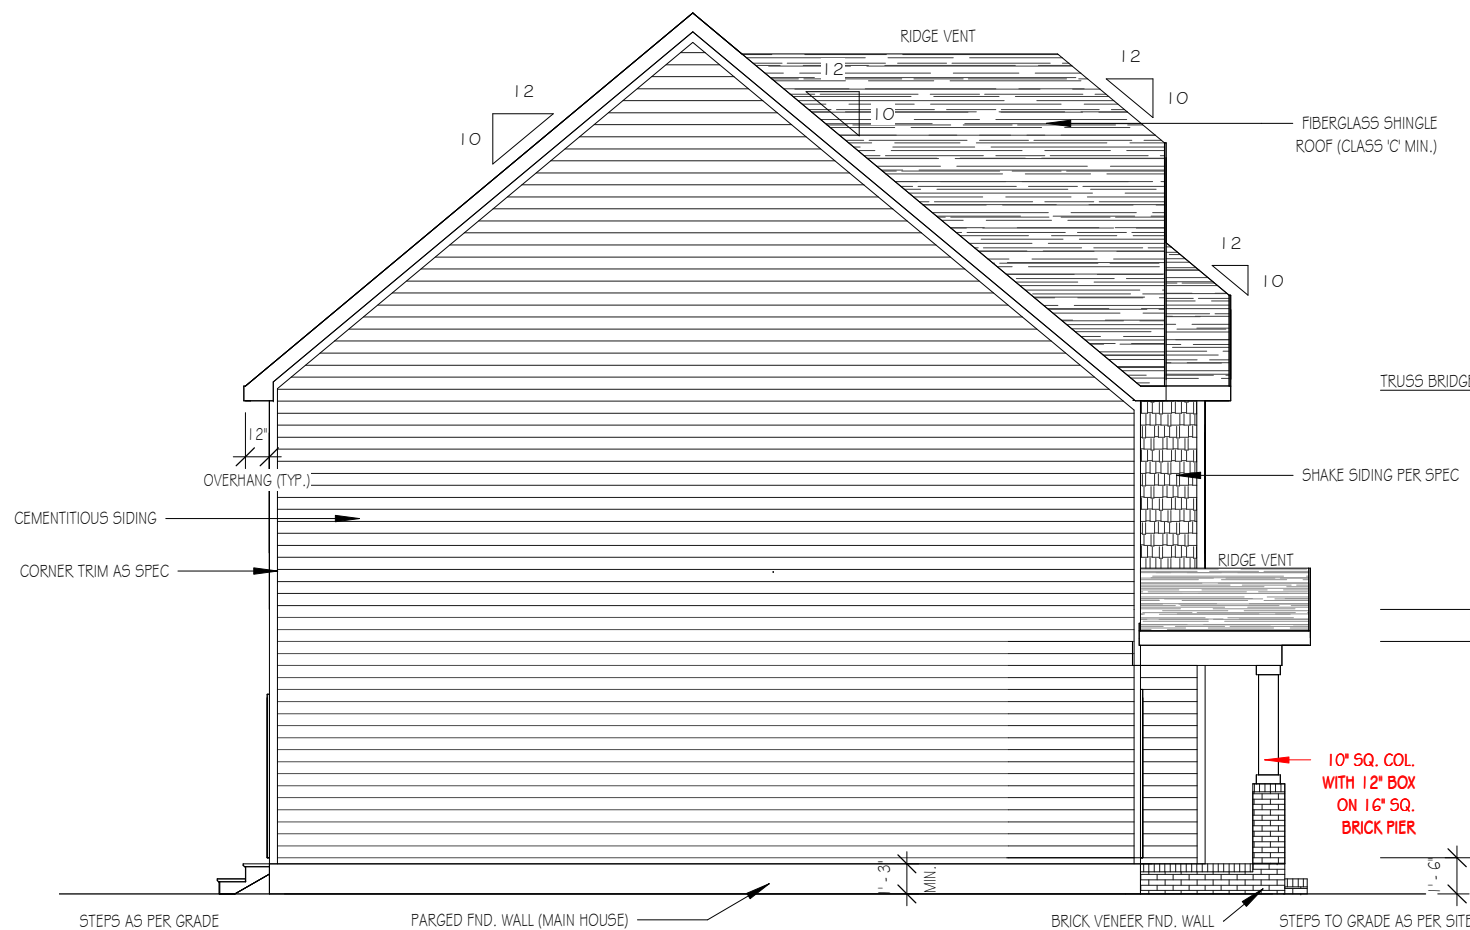 RIDGE VENT
12
10
12
10
12
10
FIBERGLASS SHINGLE
ROOF (CLASS 'C' MIN.)
12
10
TRUSS BRIDGE
12"
OVERHANG (TYP.)
SHAKE SIDING PER SPEC
CEMENTITIOUS SIDING
CORNER TRIM AS SPEC
RIDGE VENT
10" SQ. COL.
WITH 12" BOX
ON 16" SQ.
BRICK PIER
1' - 3"
MIN.
1' - 6"
STEPS AS PER GRADE
PARGED FND. WALL (MAIN HOUSE)
BRICK VENEER FND. WALL
STEPS TO GRADE AS PER SITE